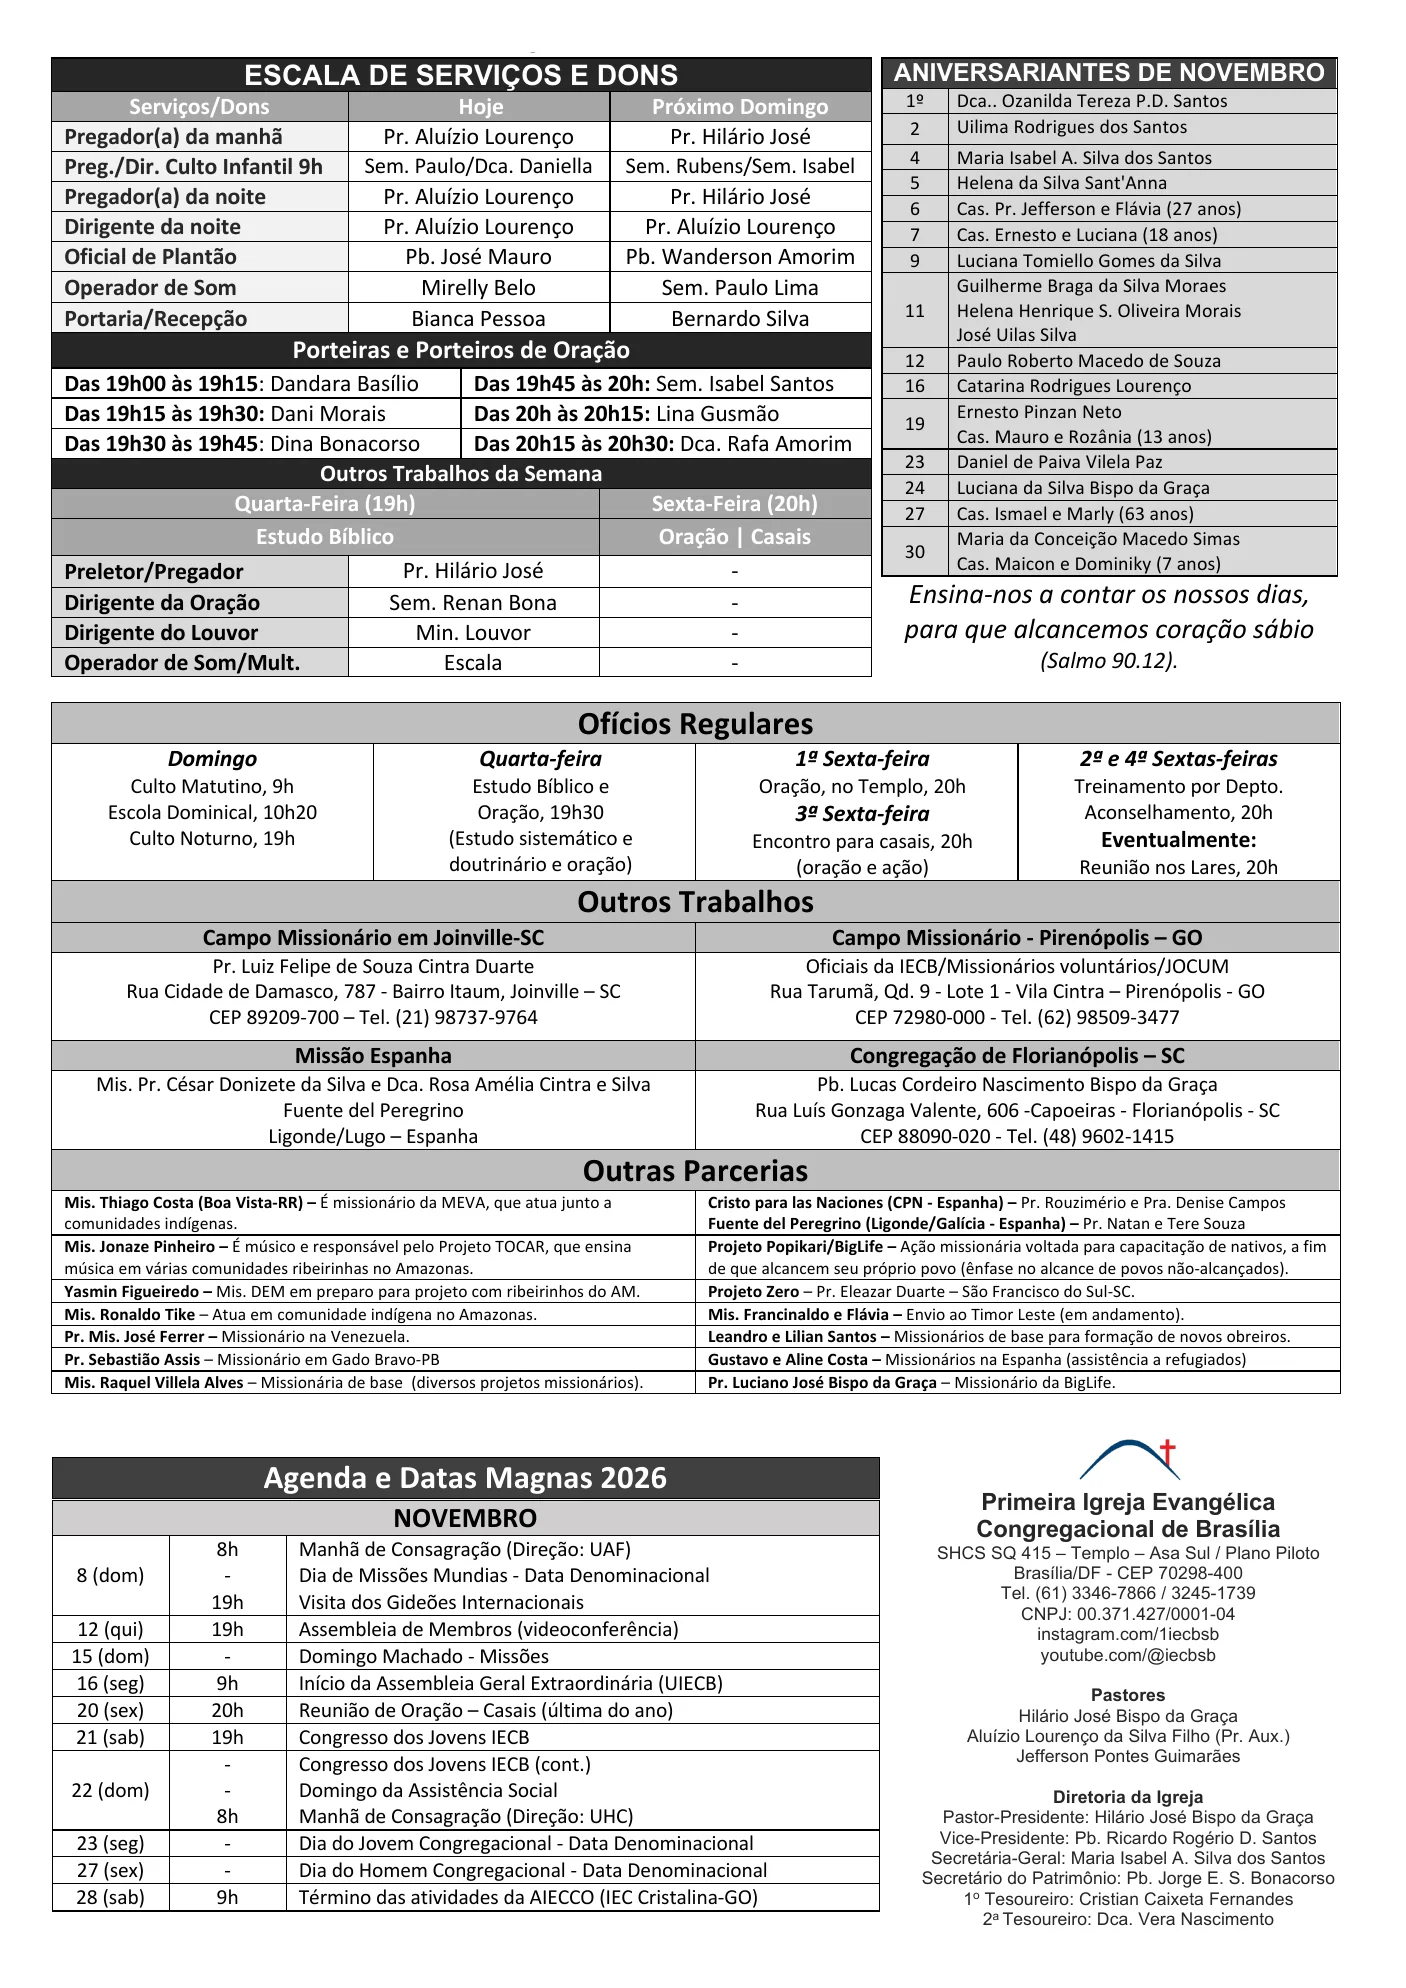 ESCALA DE SERVIÇOS E DONS
Serviços/Dons Hoje Próximo Domingo
Pregador(a) da manhã Pr. Aluízio Lourenço Pr. Hilário José
Preg./Dir. Culto Infantil 9h Sem. Paulo/Dca. Daniella Sem. Rubens/Sem. Isabel
Pregador(a) da noite Pr. Aluízio Lourenço Pr. Hilário José
Dirigente da noite Pr. Aluízio Lourenço Pr. Aluízio Lourenço
Oficial de Plantão Pb. José Mauro Pb. Wanderson Amorim
Operador de Som Mirelly Belo Sem. Paulo Lima
Portaria/Recepção Bianca Pessoa Bernardo Silva
Porteiras e Porteiros de Oração
Das 19h00 às 19h15: Dandara Basílio Das 19h45 às 20h: Sem. Isabel Santos
Das 19h15 às 19h30: Dani Morais Das 20h às 20h15: Lina Gusmão
Das 19h30 às 19h45: Dina Bonacorso Das 20h15 às 20h30: Dca. Rafa Amorim
Outros Trabalhos da Semana
Quarta-Feira (19h) Sexta-Feira (20h)
Estudo Bíblico Oração | Casais
Preletor/Pregador Pr. Hilário José -
Dirigente da Oração Sem. Renan Bona -
Dirigente do Louvor Min. Louvor -
Operador de Som/Mult. Escala -
ANIVERSARIANTES DE NOVEMBRO
1º Dca.. Ozanilda Tereza P.D. Santos
2 Uilima Rodrigues dos Santos
4 Maria Isabel A. Silva dos Santos
5 Helena da Silva Sant'Anna
6 Cas. Pr. Jefferson e Flávia (27 anos)
7 Cas. Ernesto e Luciana (18 anos)
9 Luciana Tomiello Gomes da Silva
Guilherme Braga da Silva Moraes
11 Helena Henrique S. Oliveira Morais
José Uilas Silva
12 Paulo Roberto Macedo de Souza
16 Catarina Rodrigues Lourenço
19 Ernesto Pinzan Neto
Cas. Mauro e Rozânia (13 anos)
23 Daniel de Paiva Vilela Paz
24 Luciana da Silva Bispo da Graça
27 Cas. Ismael e Marly (63 anos)
30 Maria da Conceição Macedo Simas
Cas. Maicon e Dominiky (7 anos)
Ensina-nos a contar os nossos dias,
para que alcancemos coração sábio
(Salmo 90.12).
Ofícios Regulares
Domingo
Culto Matutino, 9h
Escola Dominical, 10h20
Culto Noturno, 19h
Quarta-feira
Estudo Bíblico e
Oração, 19h30
(Estudo sistemático e
doutrinário e oração)
1ª Sexta-feira
Oração, no Templo, 20h
3ª Sexta-feira
Encontro para casais, 20h
(oração e ação)
2ª e 4ª Sextas-feiras
Treinamento por Depto.
Aconselhamento, 20h
Eventualmente:
Reunião nos Lares, 20h
Outros Trabalhos
Campo Missionário em Joinville-SC
Pr. Luiz Felipe de Souza Cintra Duarte
Rua Cidade de Damasco, 787 - Bairro Itaum, Joinville – SC
CEP 89209-700 – Tel. (21) 98737-9764
Campo Missionário - Pirenópolis – GO
Oficiais da IECB/Missionários voluntários/JOCUM
Rua Tarumã, Qd. 9 - Lote 1 - Vila Cintra – Pirenópolis - GO
CEP 72980-000 - Tel. (62) 98509-3477
Missão Espanha
Mis. Pr. César Donizete da Silva e Dca. Rosa Amélia Cintra e Silva
Fuente del Peregrino
Ligonde/Lugo – Espanha
Congregação de Florianópolis – SC
Pb. Lucas Cordeiro Nascimento Bispo da Graça
Rua Luís Gonzaga Valente, 606 -Capoeiras - Florianópolis - SC
CEP 88090-020 - Tel. (48) 9602-1415
Outras Parcerias
Mis. Thiago Costa (Boa Vista-RR) – É missionário da MEVA, que atua junto a
comunidades indígenas.
Cristo para las Naciones (CPN - Espanha) – Pr. Rouzimério e Pra. Denise Campos
Fuente del Peregrino (Ligonde/Galícia - Espanha) – Pr. Natan e Tere Souza
Mis. Jonaze Pinheiro – É músico e responsável pelo Projeto TOCAR, que ensina
música em várias comunidades ribeirinhas no Amazonas.
Projeto Popikari/BigLife – Ação missionária voltada para capacitação de nativos, a fim
de que alcancem seu próprio povo (ênfase no alcance de povos não-alcançados).
Yasmin Figueiredo – Mis. DEM em preparo para projeto com ribeirinhos do AM.
Projeto Zero – Pr. Eleazar Duarte – São Francisco do Sul-SC.
Mis. Ronaldo Tike – Atua em comunidade indígena no Amazonas.
Mis. Francinaldo e Flávia – Envio ao Timor Leste (em andamento).
Pr. Mis. José Ferrer – Missionário na Venezuela.
Leandro e Lilian Santos – Missionários de base para formação de novos obreiros.
Pr. Sebastião Assis – Missionário em Gado Bravo-PB
Gustavo e Aline Costa – Missionários na Espanha (assistência a refugiados)
Mis. Raquel Villela Alves – Missionária de base (diversos projetos missionários).
Pr. Luciano José Bispo da Graça – Missionário da BigLife.
Agenda e Datas Magnas 2026
NOVEMBRO
8h Manhã de Consagração (Direção: UAF)
8 (dom) - Dia de Missões Mundias - Data Denominacional
19h Visita dos Gideões Internacionais
12 (qui) 19h Assembleia de Membros (videoconferência)
15 (dom) - Domingo Machado - Missões
16 (seg) 9h Início da Assembleia Geral Extraordinária (UIECB)
20 (sex) 20h Reunião de Oração – Casais (última do ano)
21 (sab) 19h Congresso dos Jovens IECB
- Congresso dos Jovens IECB (cont.)
22 (dom) - Domingo da Assistência Social
8h Manhã de Consagração (Direção: UHC)
23 (seg) - Dia do Jovem Congregacional - Data Denominacional
27 (sex) - Dia do Homem Congregacional - Data Denominacional
28 (sab) 9h Término das atividades da AIECCO (IEC Cristalina-GO)
Primeira Igreja Evangélica
Congregacional de Brasília
SHCS SQ 415 – Templo – Asa Sul / Plano Piloto
Brasília/DF - CEP 70298-400
Tel. (61) 3346-7866 / 3245-1739
CNPJ: 00.371.427/0001-04
instagram.com/1iecbsb
youtube.com/@iecbsb
Pastores
Hilário José Bispo da Graça
Aluízio Lourenço da Silva Filho (Pr. Aux.)
Jefferson Pontes Guimarães
Diretoria da Igreja
Pastor-Presidente: Hilário José Bispo da Graça
Vice-Presidente: Pb. Ricardo Rogério D. Santos
Secretária-Geral: Maria Isabel A. Silva dos Santos
Secretário do Patrimônio: Pb. Jorge E. S. Bonacorso
1º Tesoureiro: Cristian Caixeta Fernandes
2ª Tesoureiro: Dca. Vera Nascimento